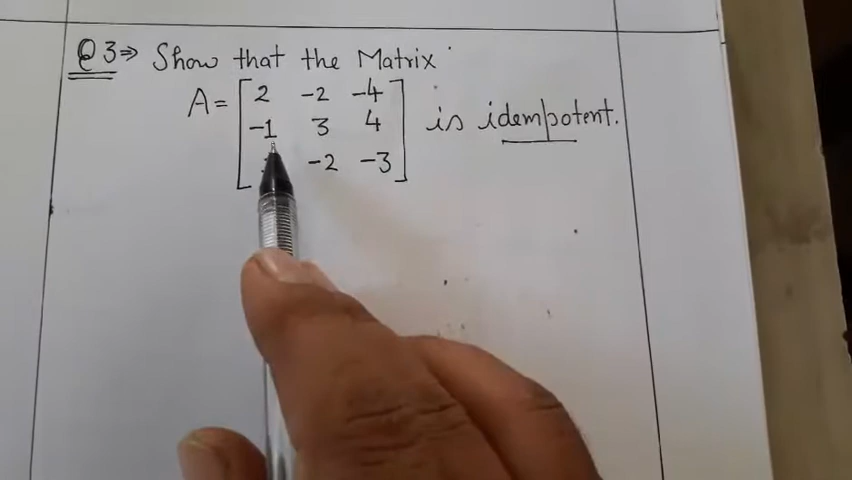 Q3⇒ Show that the Matrix
A = [ 2 -2 -4
-1 3 4
-2 -3 ] is idempotent.